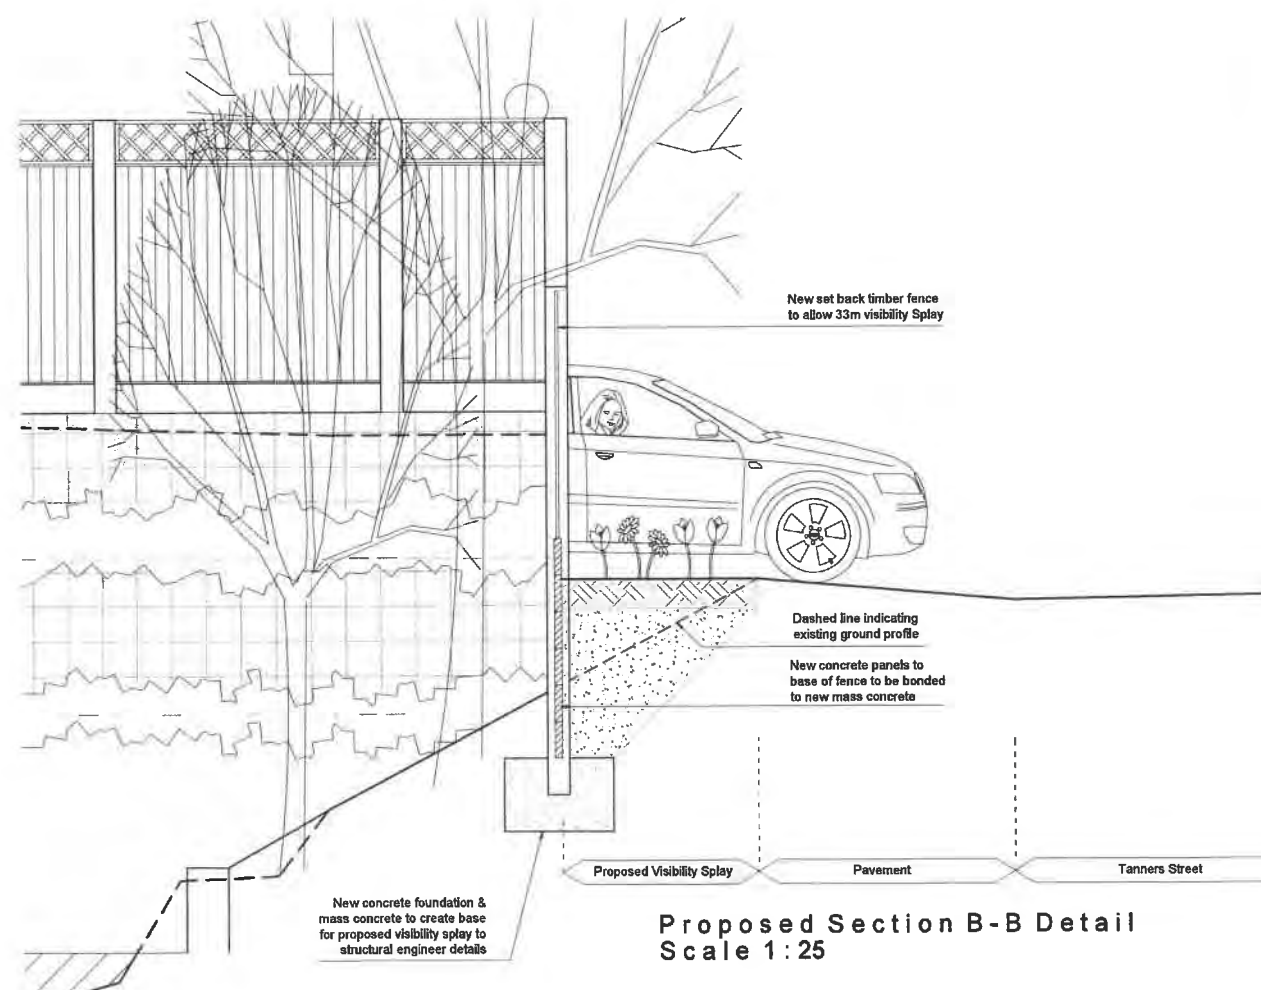 New set back timber fence
to allow 33m visibility Splay
Dashed line indicating
existing ground profile
New concrete panels to
base of fence to be bonded
to new mass concrete
Proposed Visibility Splay
Pavement
Tanners Street
New concrete foundation &
mass concrete to create base
for proposed visibility splay to
structural engineer details
Proposed Section B-B Detail
Scale 1:25